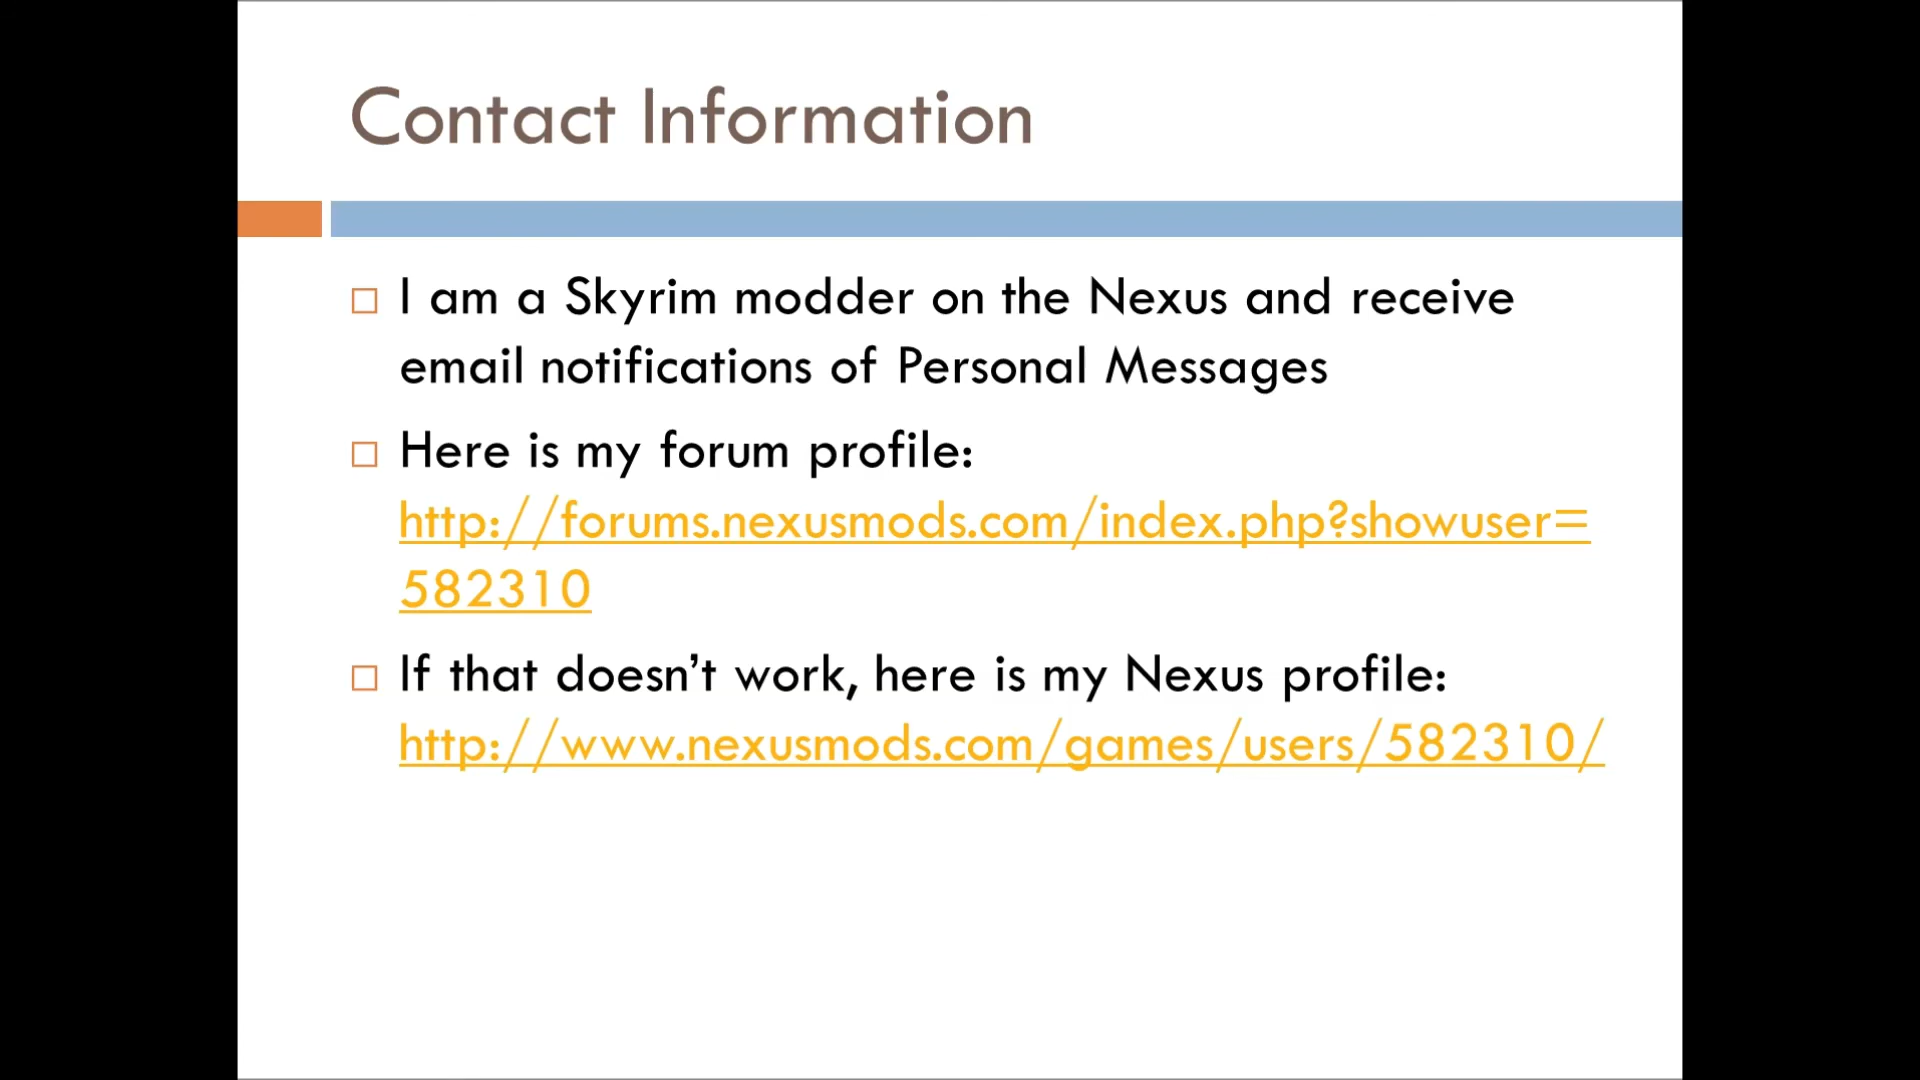 Contact Information
I am a Skyrim modder on the Nexus and receive
email notifications of Personal Messages
Here is my forum profile:
http://forums.nexusmods.com/index.php?showuser=
582310
If that doesn’t work, here is my Nexus profile:
http://www.nexusmods.com/games/users/582310/